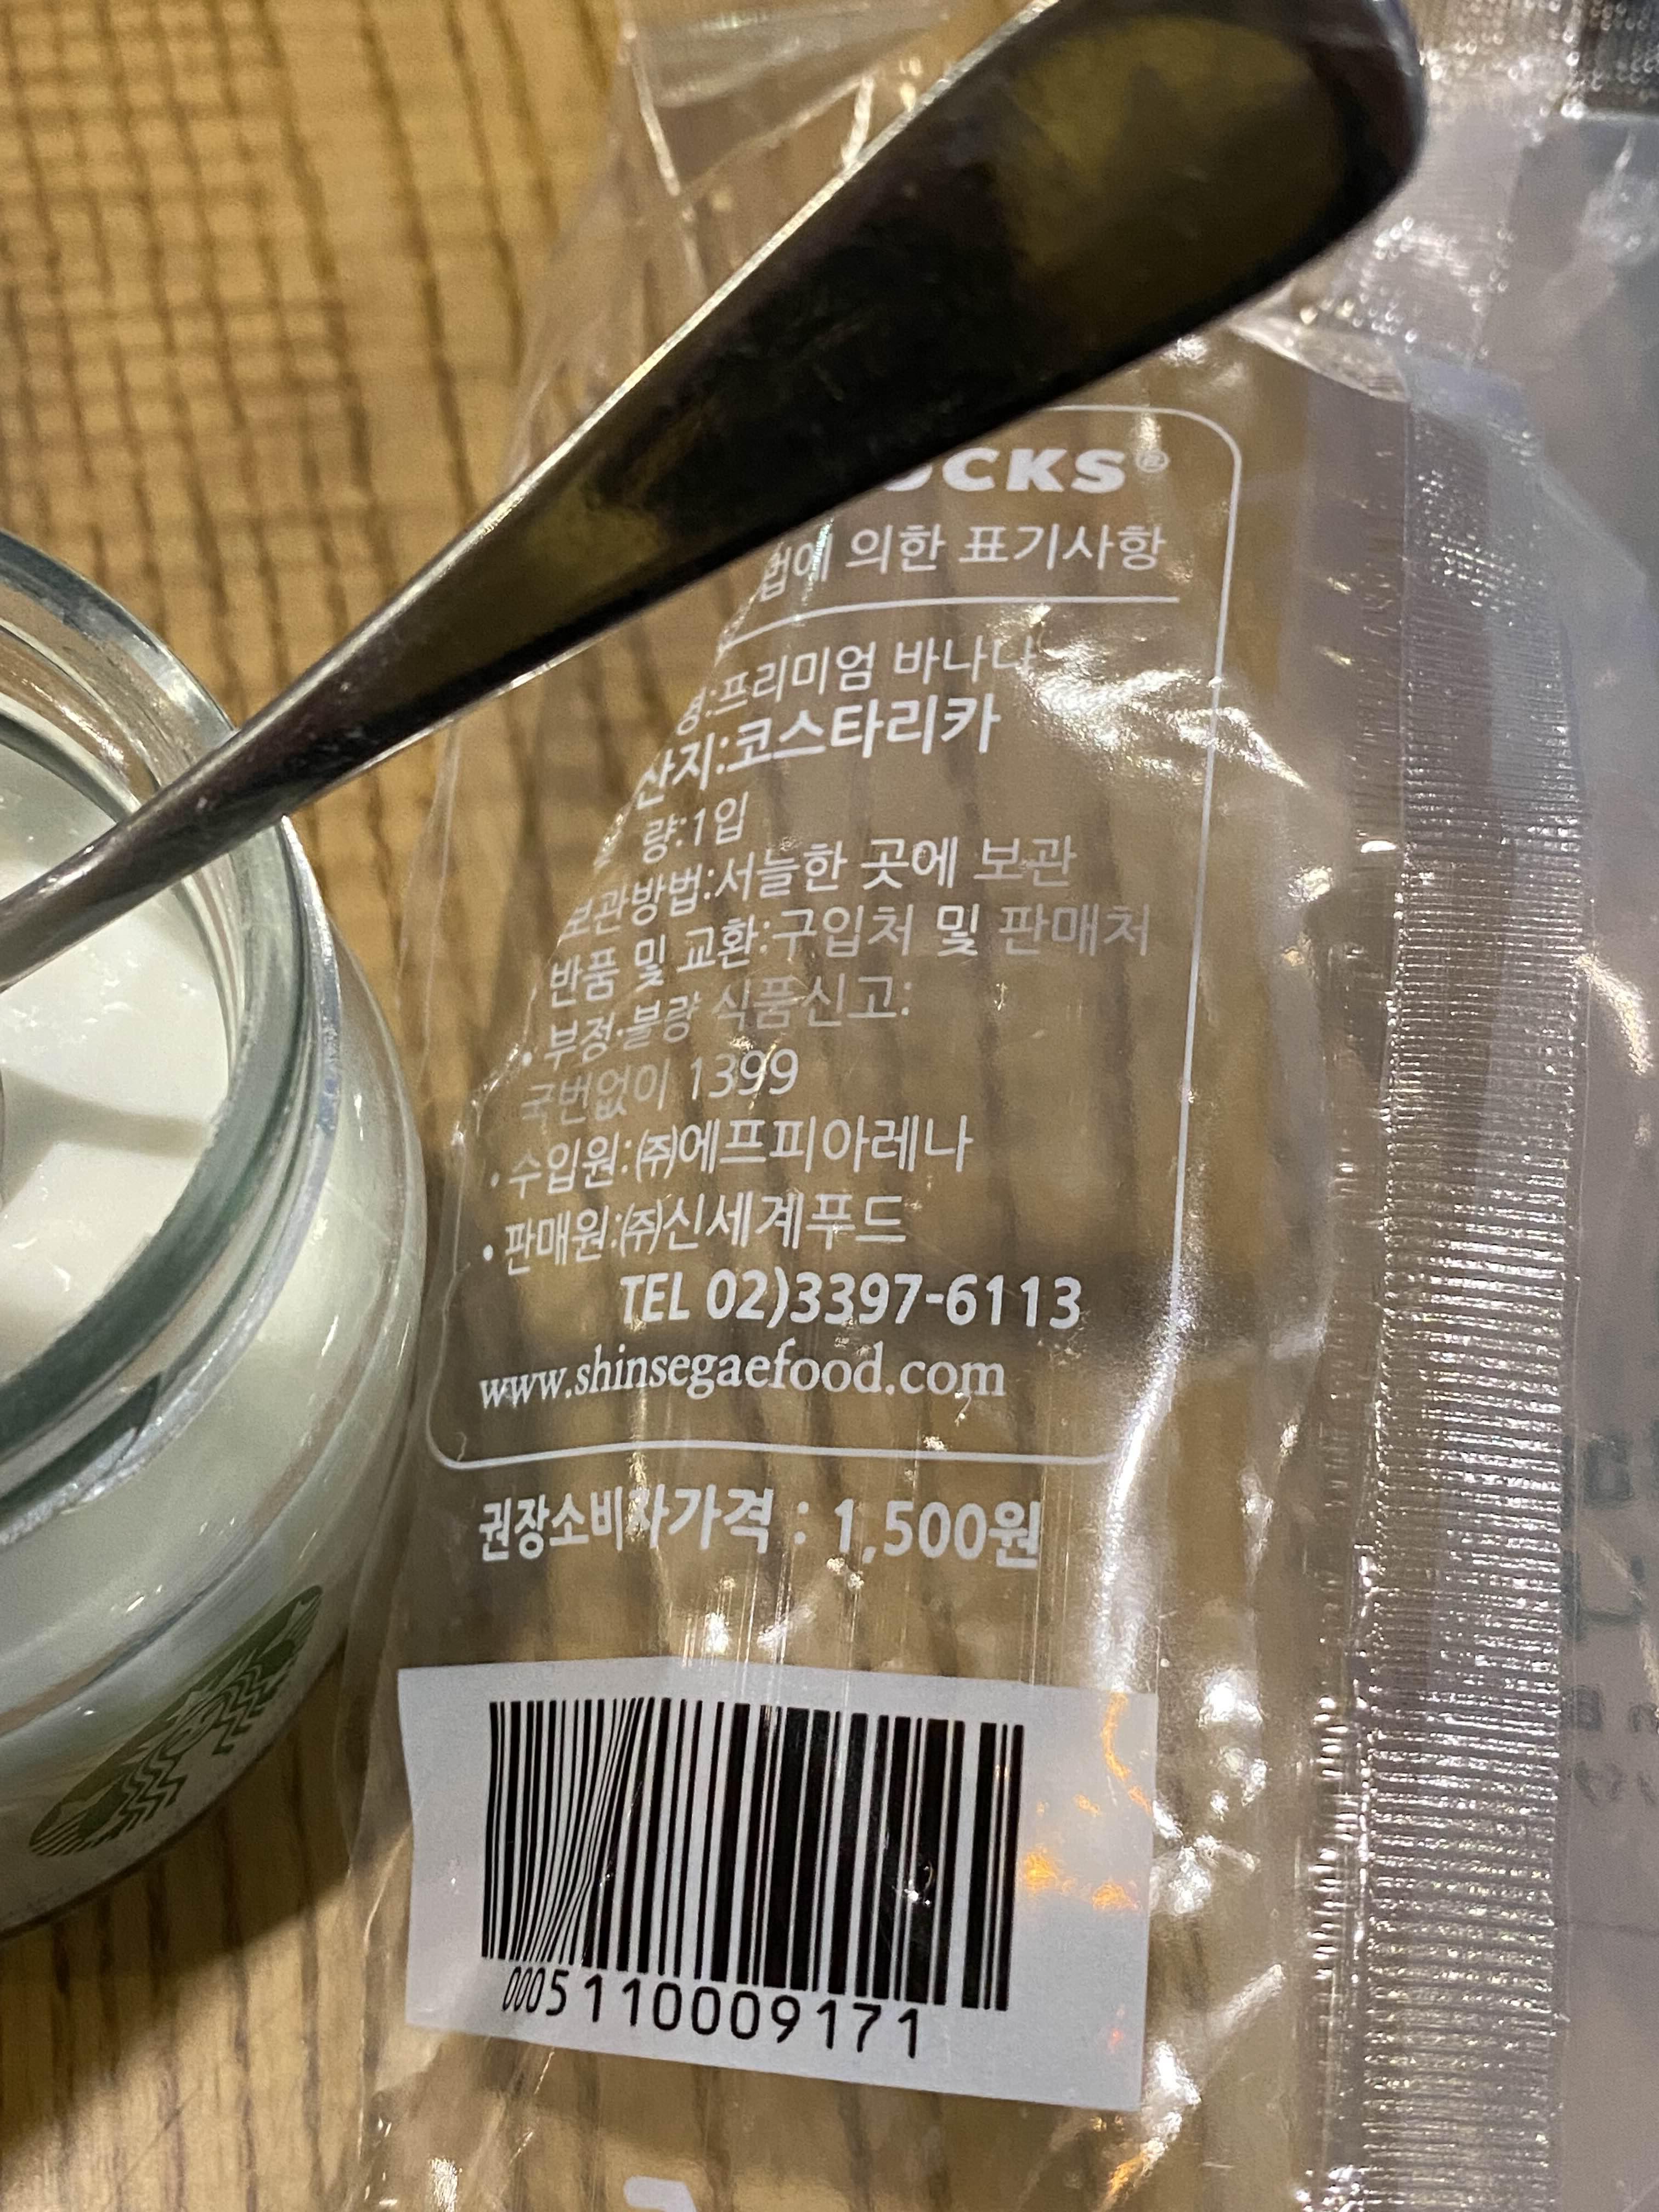 OCKS®
법에 의한 표기사항
명:프리미엄 바나나
산지:코스타리카
량:1입
보관방법:서늘한 곳에 보관
반품 및 교환:구입처 및 판매처
• 부정·불량 식품신고:
국번없이 1399
• 수입원:㈜에프피아레나
• 판매원:㈜신세계푸드
TEL 02)3397-6113
www.shinsegaefood.com
권장소비자가격 : 1,500원
0005110009171